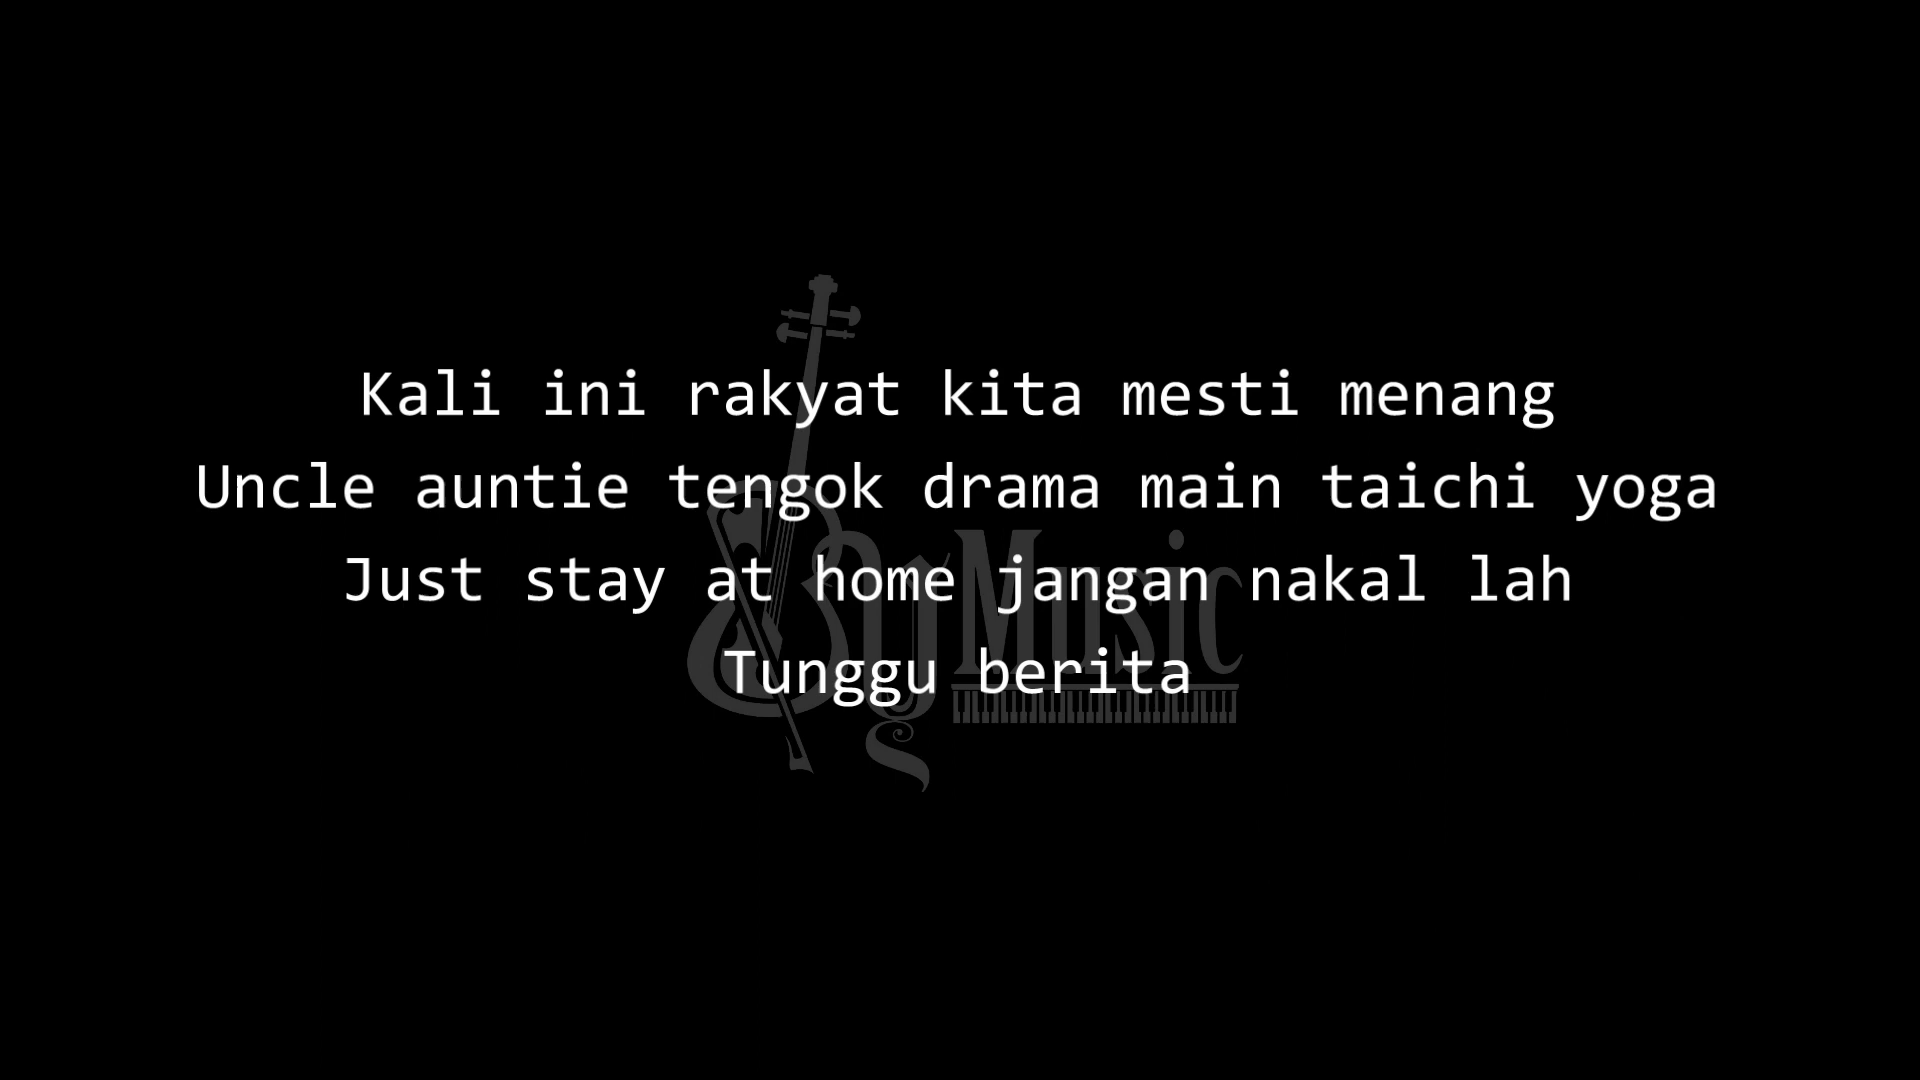 Kali ini rakyat kita mesti menang
Uncle auntie tengok drama main taichi yoga
Just stay at home jangan nakal lah
Tunggu berita